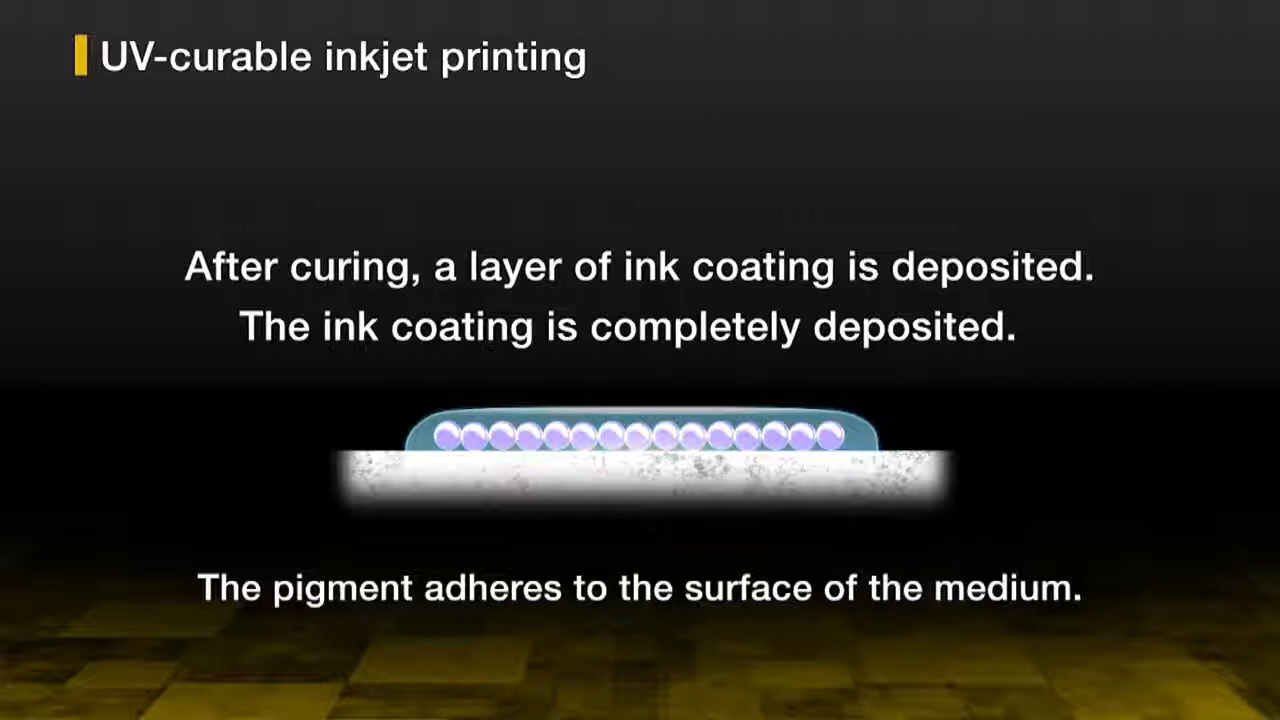 UV-curable inkjet printing
After curing, a layer of ink coating is deposited.
The ink coating is completely deposited.
The pigment adheres to the surface of the medium.